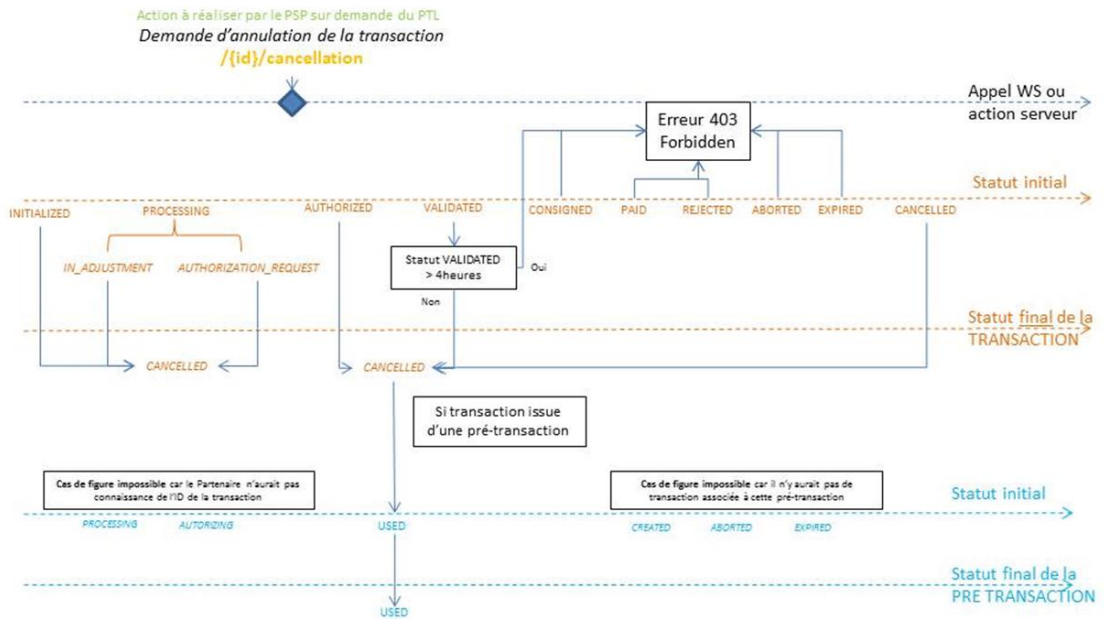 Action à réaliser par le PSP sur demande du PTL
Demande d'annulation de la transaction
/{id}/cancellation
Appel WS ou
action serveur
Erreur 403
Forbidden
Statut initial
INITIALIZED
PROCESSING
AUTHORIZED
VALIDATED
CONSIGNED
PAID
REJECTED
ABORTED
EXPIRED
CANCELLED
IN_ADJUSTMENT
AUTHORIZATION_REQUEST
Statut VALIDATED
> 4heures
Oui
Non
Statut final de la
TRANSACTION
CANCELLED
CANCELLED
Si transaction issue
d'une pré-transaction
Cas de figure impossible car le Partenaire n'aurait pas
connaissance de l'ID de la transaction
Cas de figure impossible car il n'y aurait pas de
transaction associée à cette pré-transaction
Statut initial
PROCESSING
AUTORIZING
USED
CREATED
ABORTED
EXPIRED
Statut final de la
PRE TRANSACTION
USED